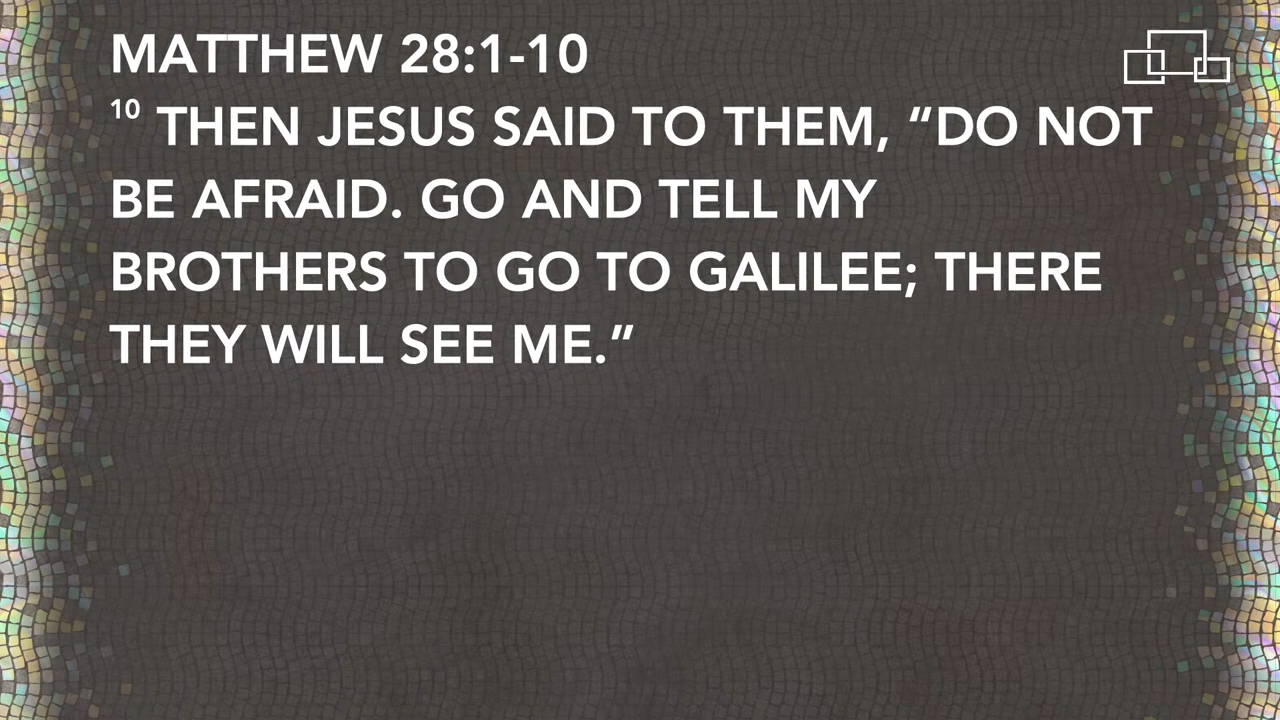 MATTHEW 28:1-10
10 THEN JESUS SAID TO THEM, “DO NOT
BE AFRAID. GO AND TELL MY
BROTHERS TO GO TO GALILEE; THERE
THEY WILL SEE ME.”